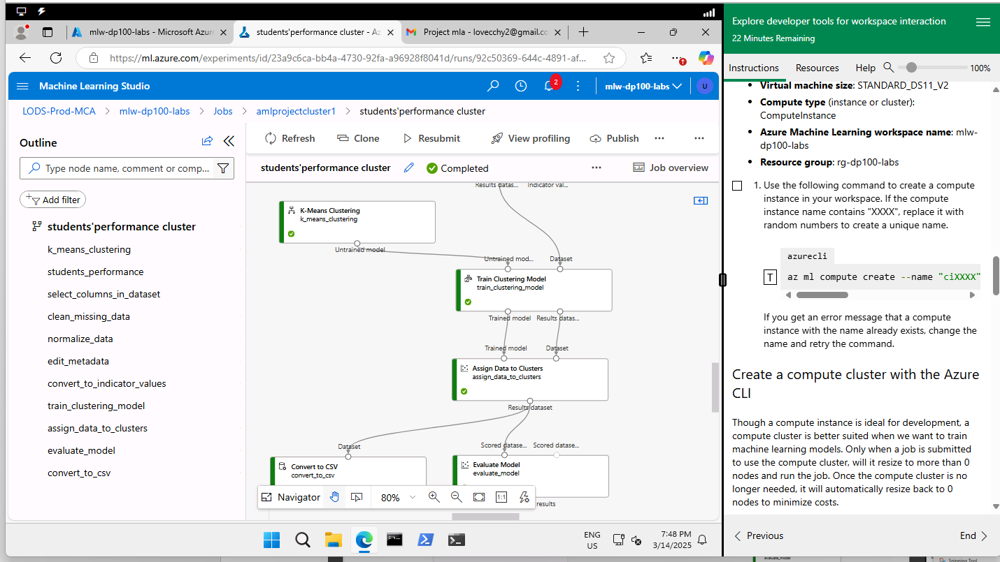 mlw-dp100-labs - Microsoft Azur
students'performance cluster - Az
Project mla - lovecchy2@gmail.cc
https://ml.azure.com/experiments/id/23a9c6ca-bb4a-4730-92fa-a96928f8041d/runs/92c50369-644c-4891-af...
Machine Learning Studio
2
mlw-dp100-labs
U
LODS-Prod-MCA > mlw-dp100-labs > Jobs > amlprojectcluster1 > students'performance cluster
Outline
Type node name, comment or comp...
Add filter
students'performance cluster
k_means_clustering
students_performance
select_columns_in_dataset
clean_missing_data
normalize_data
edit_metadata
convert_to_indicator_values
train_clustering_model
assign_data_to_clusters
evaluate_model
convert_to_csv
Refresh
Clone
Resubmit
View profiling
Publish
students'performance cluster
Completed
Job overview
Results datas...
Indicator val...
K-Means Clustering
k_means_clustering
Untrained model
Untrained mod...
Dataset
Train Clustering Model
train_clustering_model
Trained model
Results datas...
Trained model
Dataset
Assign Data to Clusters
assign_data_to_clusters
Results dataset
Dataset
Scored datase...
Scored datase...
Convert to CSV
convert_to_csv
Evaluate Model
evaluate_model
results
Navigator
80%
1:1
ENG
US
7:48 PM
3/14/2025
Explore developer tools for workspace interaction
22 Minutes Remaining
Instructions
Resources
Help
100%
• Virtual machine size: STANDARD_DS11_V2
• Compute type (instance or cluster):
ComputeInstance
• Azure Machine Learning workspace name: mlw-
dp100-labs
• Resource group: rg-dp100-labs
1. Use the following command to create a compute
instance in your workspace. If the compute
instance name contains "XXXX", replace it with
random numbers to create a unique name.
azurecli
T
az ml compute create --name "ciXXXX"
If you get an error message that a compute
instance with the name already exists, change the
name and retry the command.
Create a compute cluster with the Azure
CLI
Though a compute instance is ideal for development, a
compute cluster is better suited when we want to train
machine learning models. Only when a job is submitted
to use the compute cluster, will it resize to more than 0
nodes and run the job. Once the compute cluster is no
longer needed, it will automatically resize back to 0
nodes to minimize costs.
Previous
End
evaluate_model
Snipping Tool